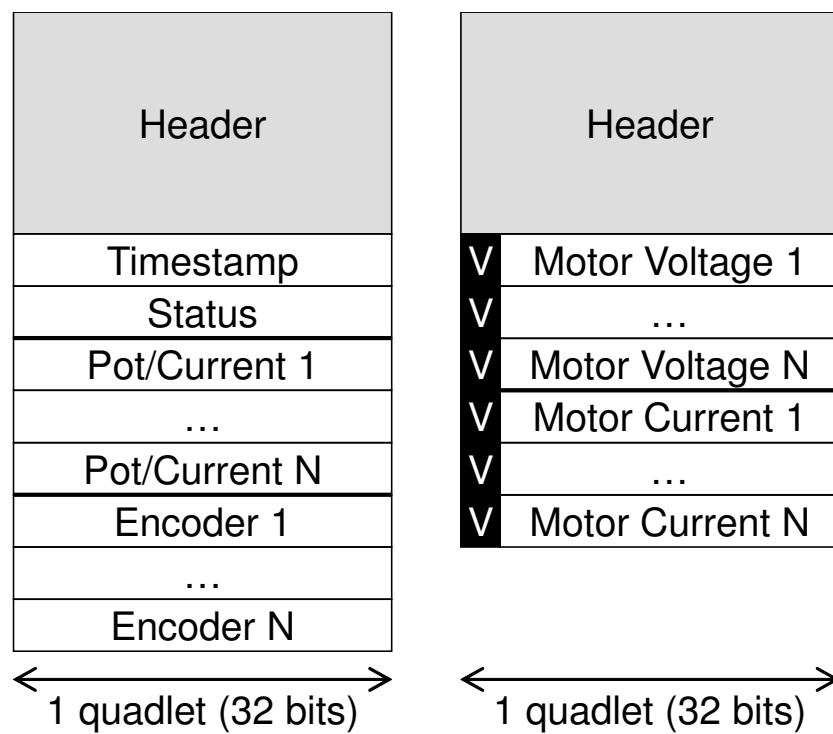 Header
Timestamp
Status
Pot/Current 1
…
Pot/Current N
Encoder 1
…
Encoder N
1 quadlet (32 bits)
Header
V Motor Voltage 1
V …
V Motor Voltage N
V Motor Current 1
V …
V Motor Current N
1 quadlet (32 bits)